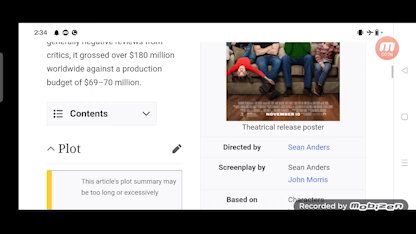 2:34
generally negative reviews from
critics, it grossed over $180 million
worldwide against a production
budget of $69–70 million.
Contents
Plot
This article's plot summary may
be too long or excessively
NOVEMBER 10
Theatrical release poster
Directed by Sean Anders
Screenplay by Sean Anders
John Morris
Based on Characters
Recorded by Mobizen